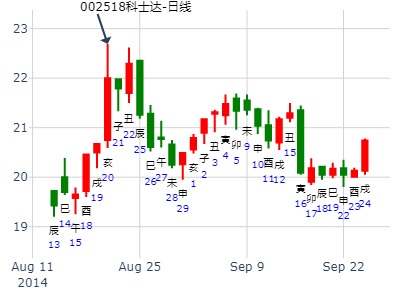 002518科士达-日线
23
22
21
20
19
辰
13
巳
14
午
15
酉
18
戌
19
亥
20
子
21
丑
22
辰
25
巳
26
午
27
未
28
申
29
亥
1
子
2
丑
3
寅
4
卯
5
未
9
申
10
酉
11
戌
12
丑
15
寅
16
卯
17
辰
18
巳
19
申
22
酉
23
戌
24
Aug 11
2014
Aug 25
Sep 9
Sep 22